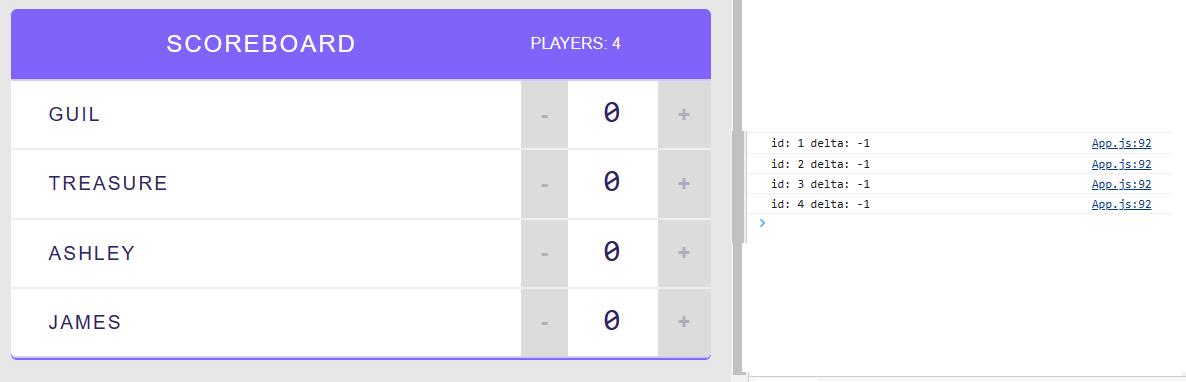 SCOREBOARD PLAYERS: 4
GUIL - 0 +
TREASURE - 0 +
ASHLEY - 0 +
JAMES - 0 +
id: 1 delta: -1 App.js:92
id: 2 delta: -1 App.js:92
id: 3 delta: -1 App.js:92
id: 4 delta: -1 App.js:92
>